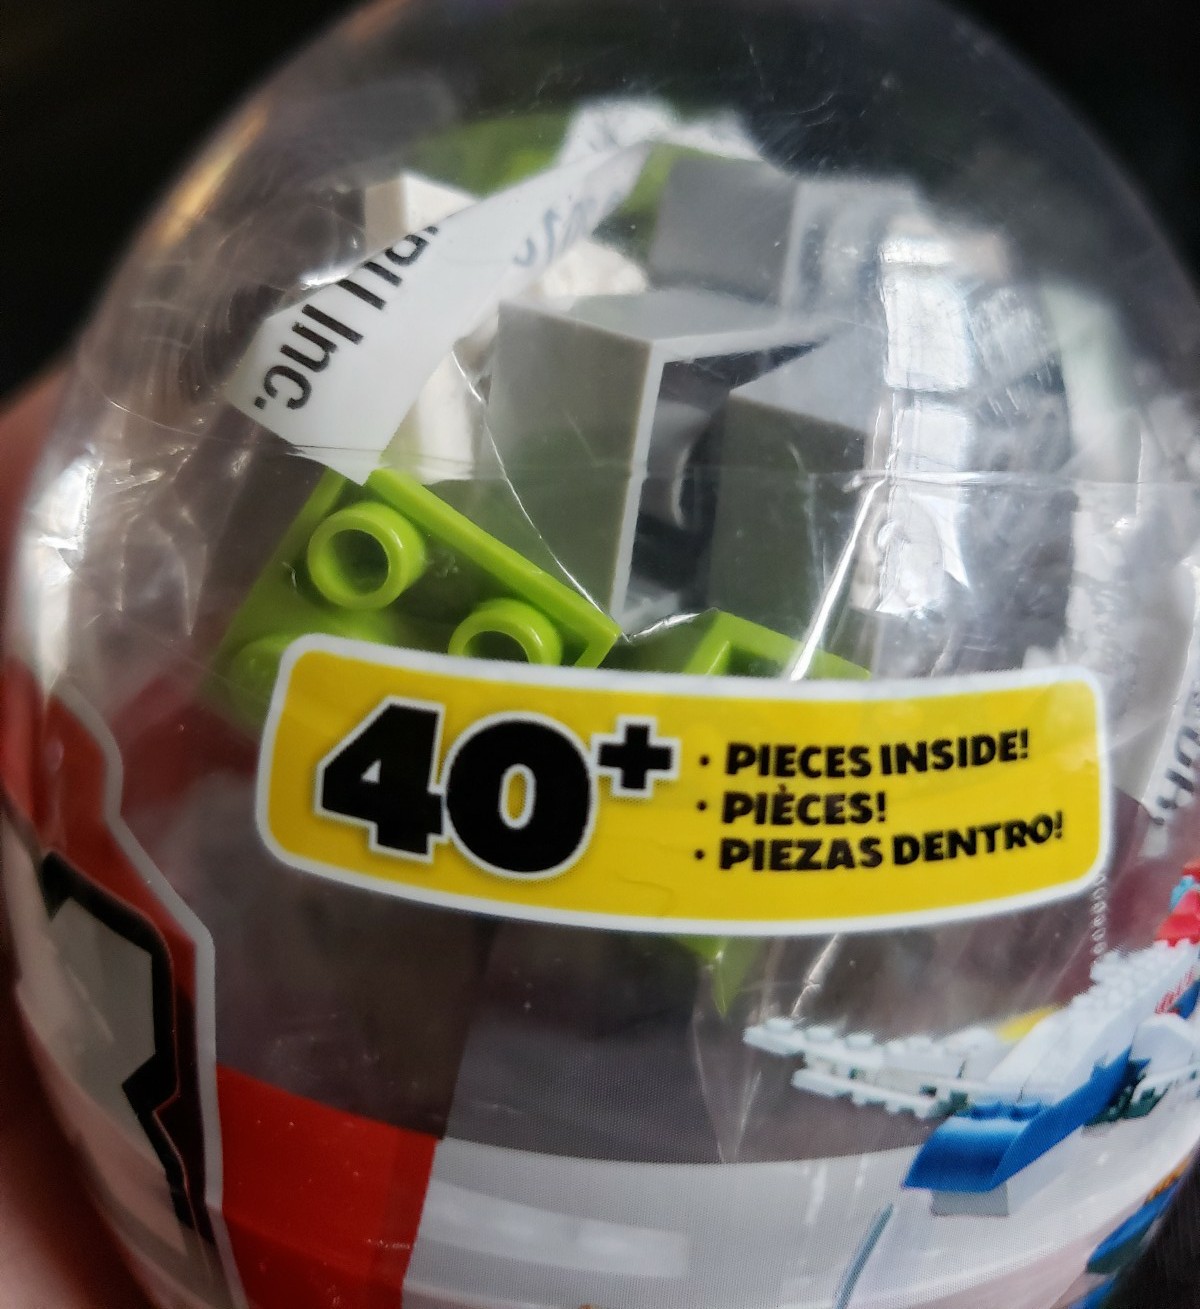 Inc.
40+
· PIECES INSIDE!
· PIÈCES!
· PIEZAS DENTRO!